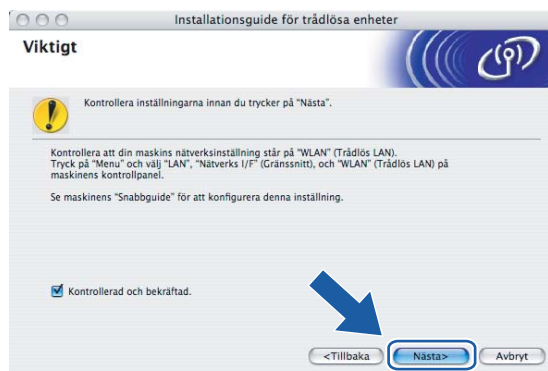 Installationsguide för trådlösa enheter
Viktigt
Kontrollera inställningarna innan du trycker på "Nästa".
Kontrollera att din maskins nätverksinställning står på "WLAN" (Trådlös LAN).
Tryck på "Menu" och välj "LAN", "Nätverks I/F" (Gränssnitt), och "WLAN" (Trådlös LAN) på
maskinens kontrollpanel.
Se maskinens "Snabbguide" för att konfigurera denna inställning.
Kontrollerad och bekräftad.
<Tillbaka Nästa> Avbryt